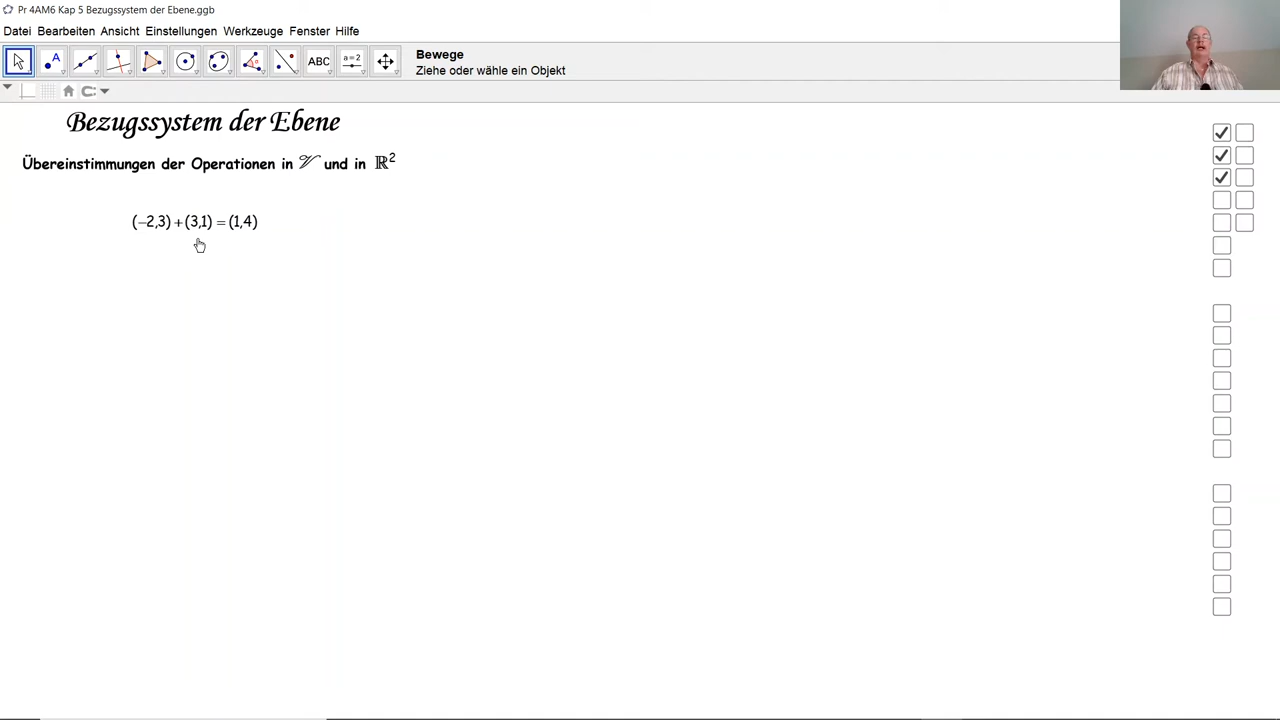 Pr 4AM6 Kap 5 Bezugssystem der Ebene.ggb
Datei Bearbeiten Ansicht Einstellungen Werkzeuge Fenster Hilfe
A
ABC
a=2
Bewege
Ziehe oder wähle ein Objekt
Bezugssystem der Ebene
Übereinstimmungen der Operationen in 𝒱 und in ℝ²
(−2,3) + (3,1) = (1,4)